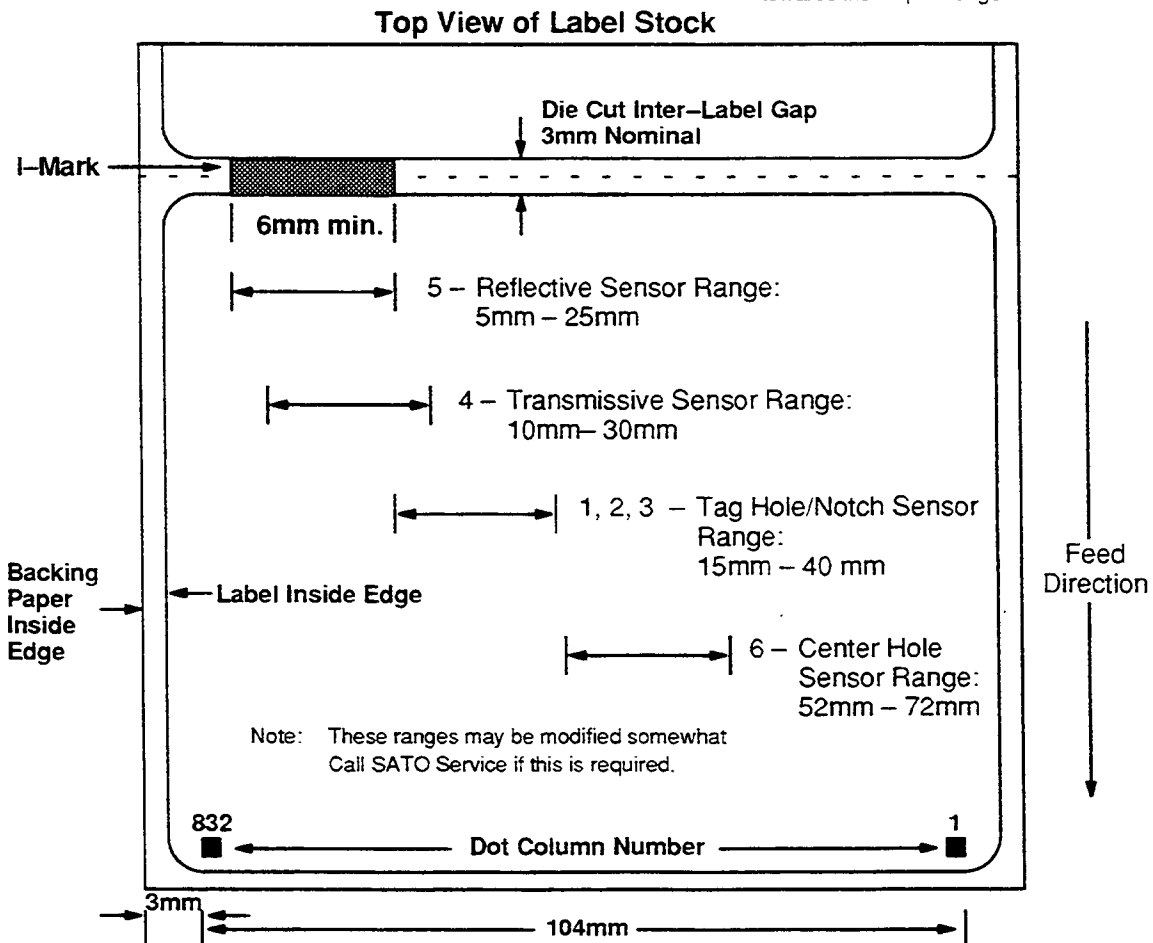 Top View of Label Stock
Die Cut Inter–Label Gap
3mm Nominal
I–Mark
6mm min.
5 – Reflective Sensor Range:
5mm – 25mm
4 – Transmissive Sensor Range:
10mm– 30mm
1, 2, 3 – Tag Hole/Notch Sensor
Range:
15mm – 40 mm
Feed
Direction
Backing
Paper
Inside
Edge
Label Inside Edge
6 – Center Hole
Sensor Range:
52mm – 72mm
Note: These ranges may be modified somewhat
Call SATO Service if this is required.
832
1
Dot Column Number
3mm
104mm